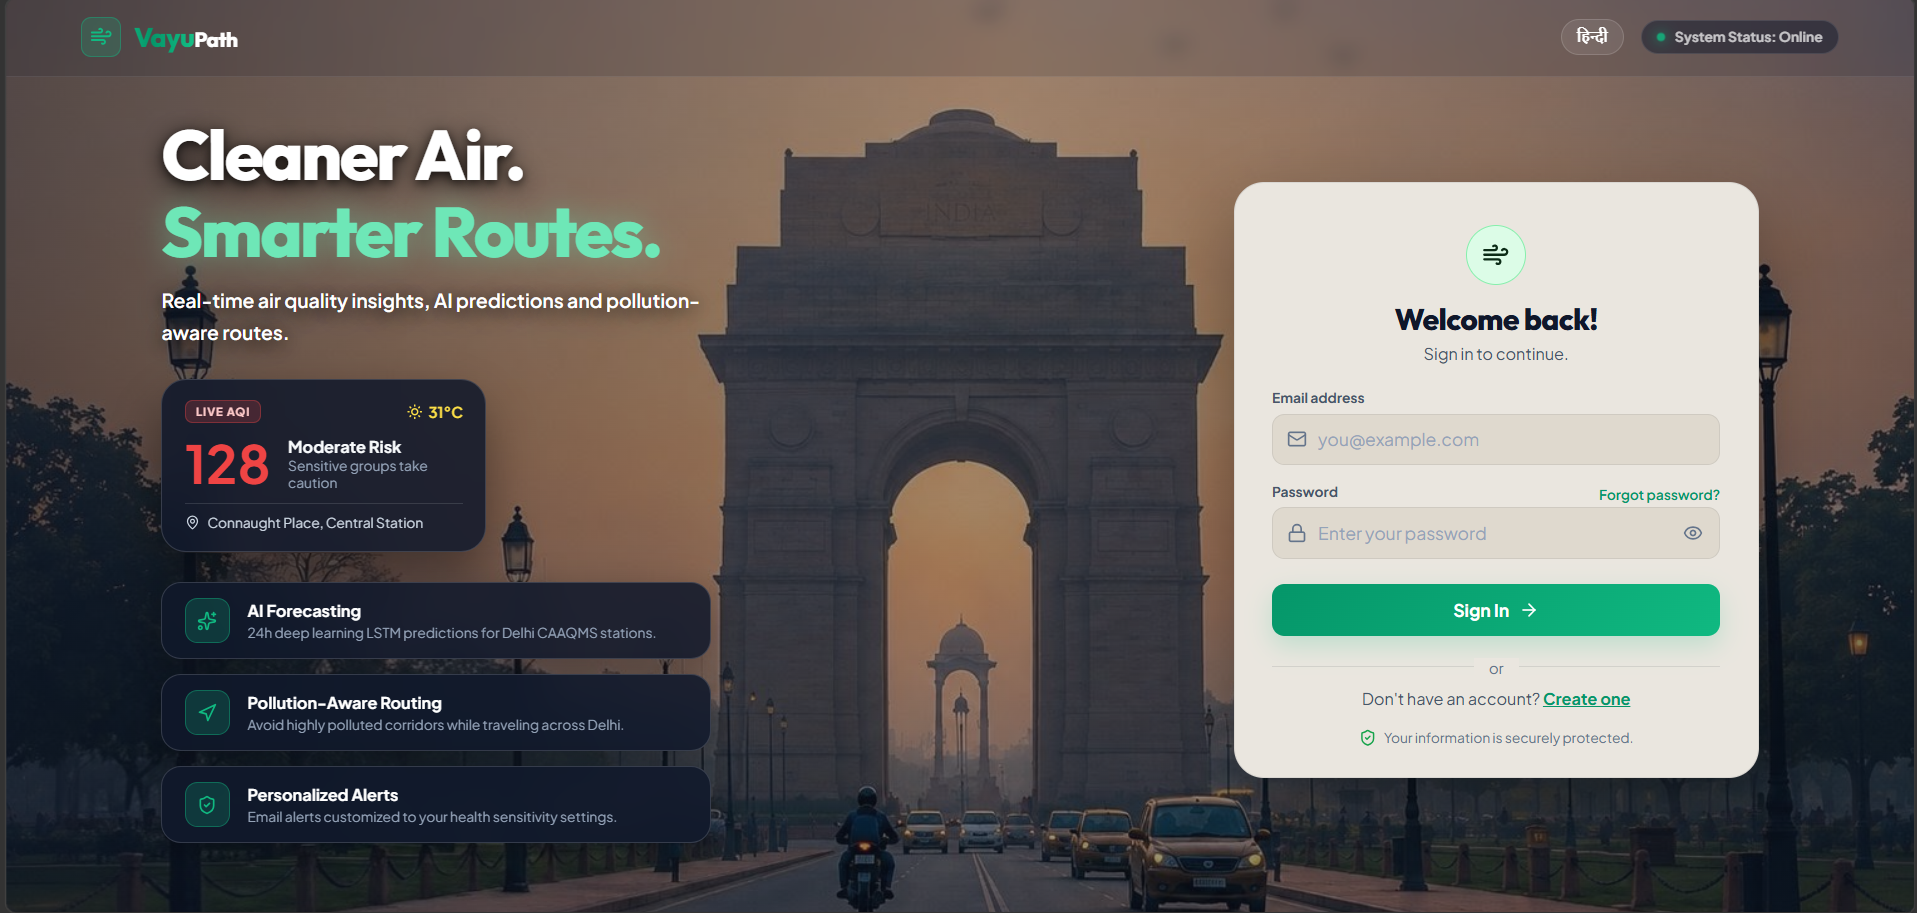 VayuPath
हिन्दी
System Status: Online
Cleaner Air.
Smarter Routes.
Real-time air quality insights, AI predictions and pollution-
aware routes.
LIVE AQI
31°C
128
Moderate Risk
Sensitive groups take
caution
Connaught Place, Central Station
AI Forecasting
24h deep learning LSTM predictions for Delhi CAAQMS stations.
Pollution-Aware Routing
Avoid highly polluted corridors while traveling across Delhi.
Personalized Alerts
Email alerts customized to your health sensitivity settings.
INDIA
Welcome back!
Sign in to continue.
Email address
you@example.com
Password
Forgot password?
Enter your password
Sign In
or
Don't have an account? Create one
Your information is securely protected.